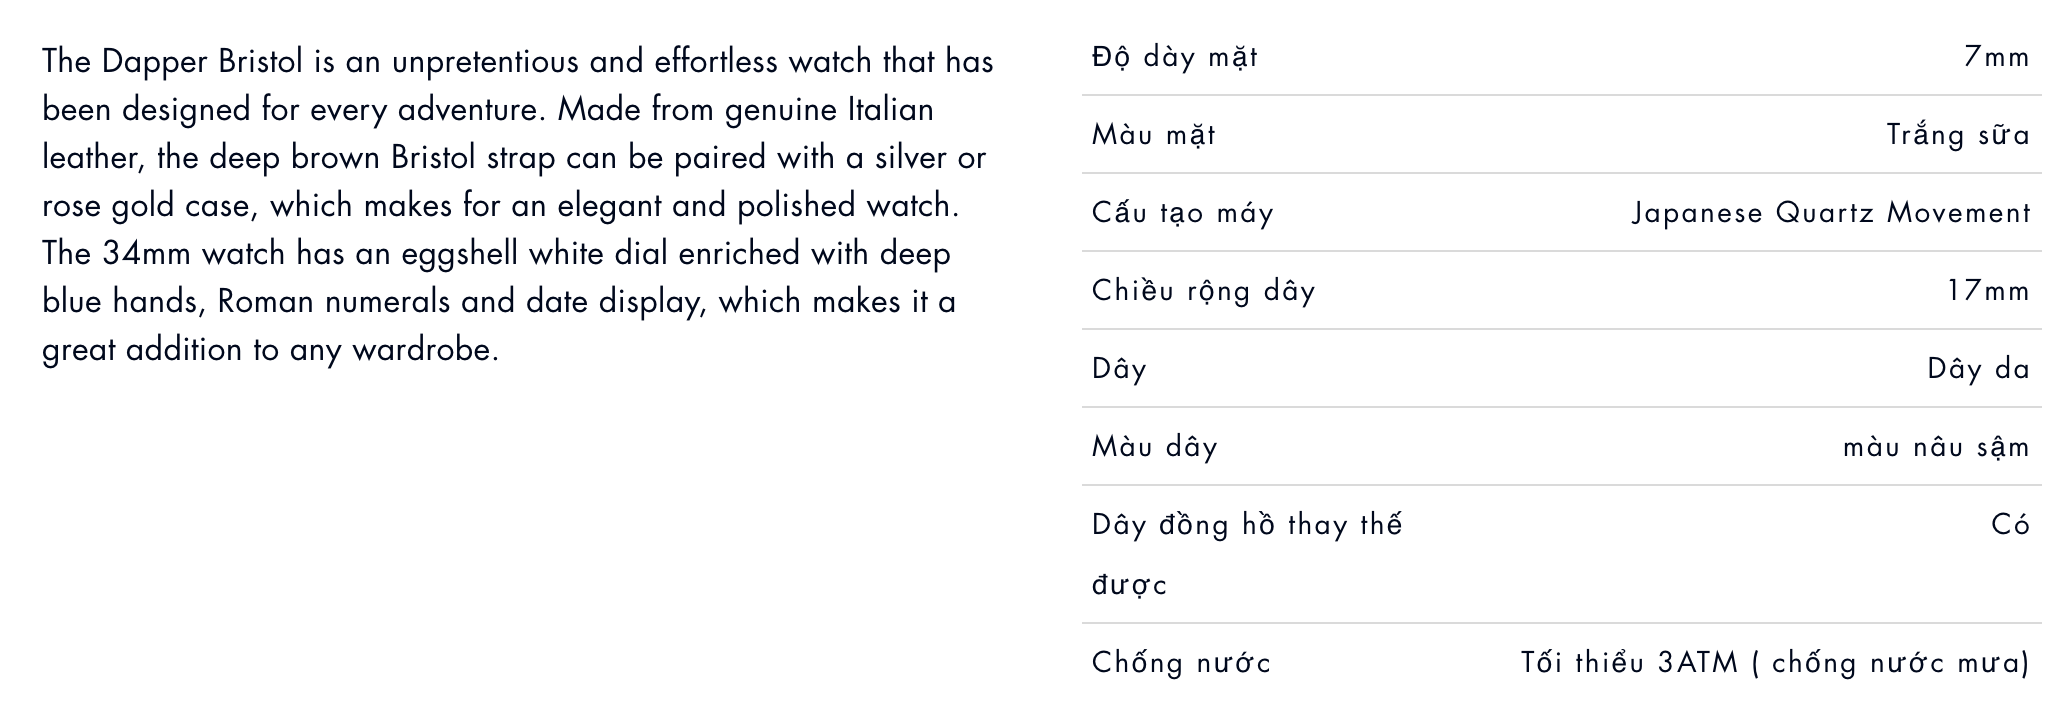 The Dapper Bristol is an unpretentious and effortless watch that has
been designed for every adventure. Made from genuine Italian
leather, the deep brown Bristol strap can be paired with a silver or
rose gold case, which makes for an elegant and polished watch.
The 34mm watch has an eggshell white dial enriched with deep
blue hands, Roman numerals and date display, which makes it a
great addition to any wardrobe.
Độ dày mặt 7mm
Màu mặt Trắng sữa
Cấu tạo máy Japanese Quartz Movement
Chiều rộng dây 17mm
Dây Dây da
Màu dây màu nâu sậm
Dây đồng hồ thay thế Có
được
Chống nước Tối thiểu 3ATM ( chống nước mưa)